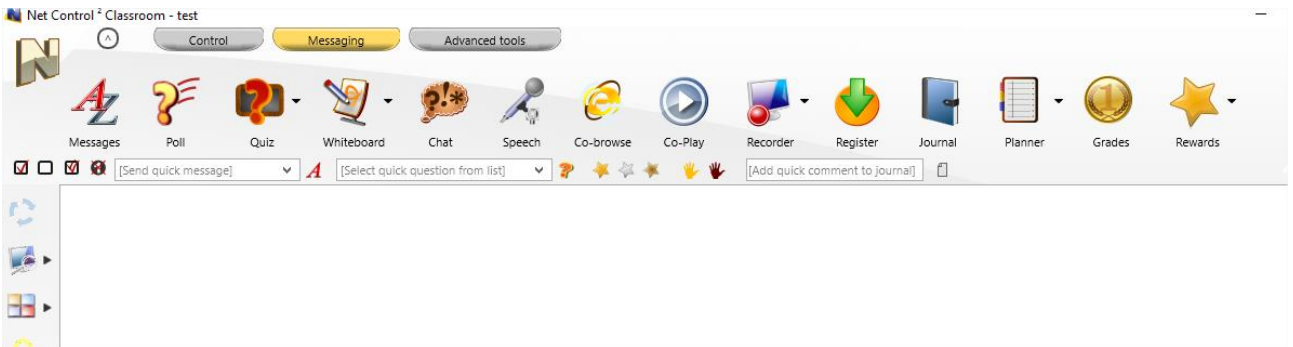 Net Control ² Classroom - test
Control Messaging Advanced tools
Messages Poll Quiz Whiteboard Chat Speech Co-browse Co-Play Recorder Register Journal Planner Grades Rewards
[Send quick message] A [Select quick question from list] [Add quick comment to journal]